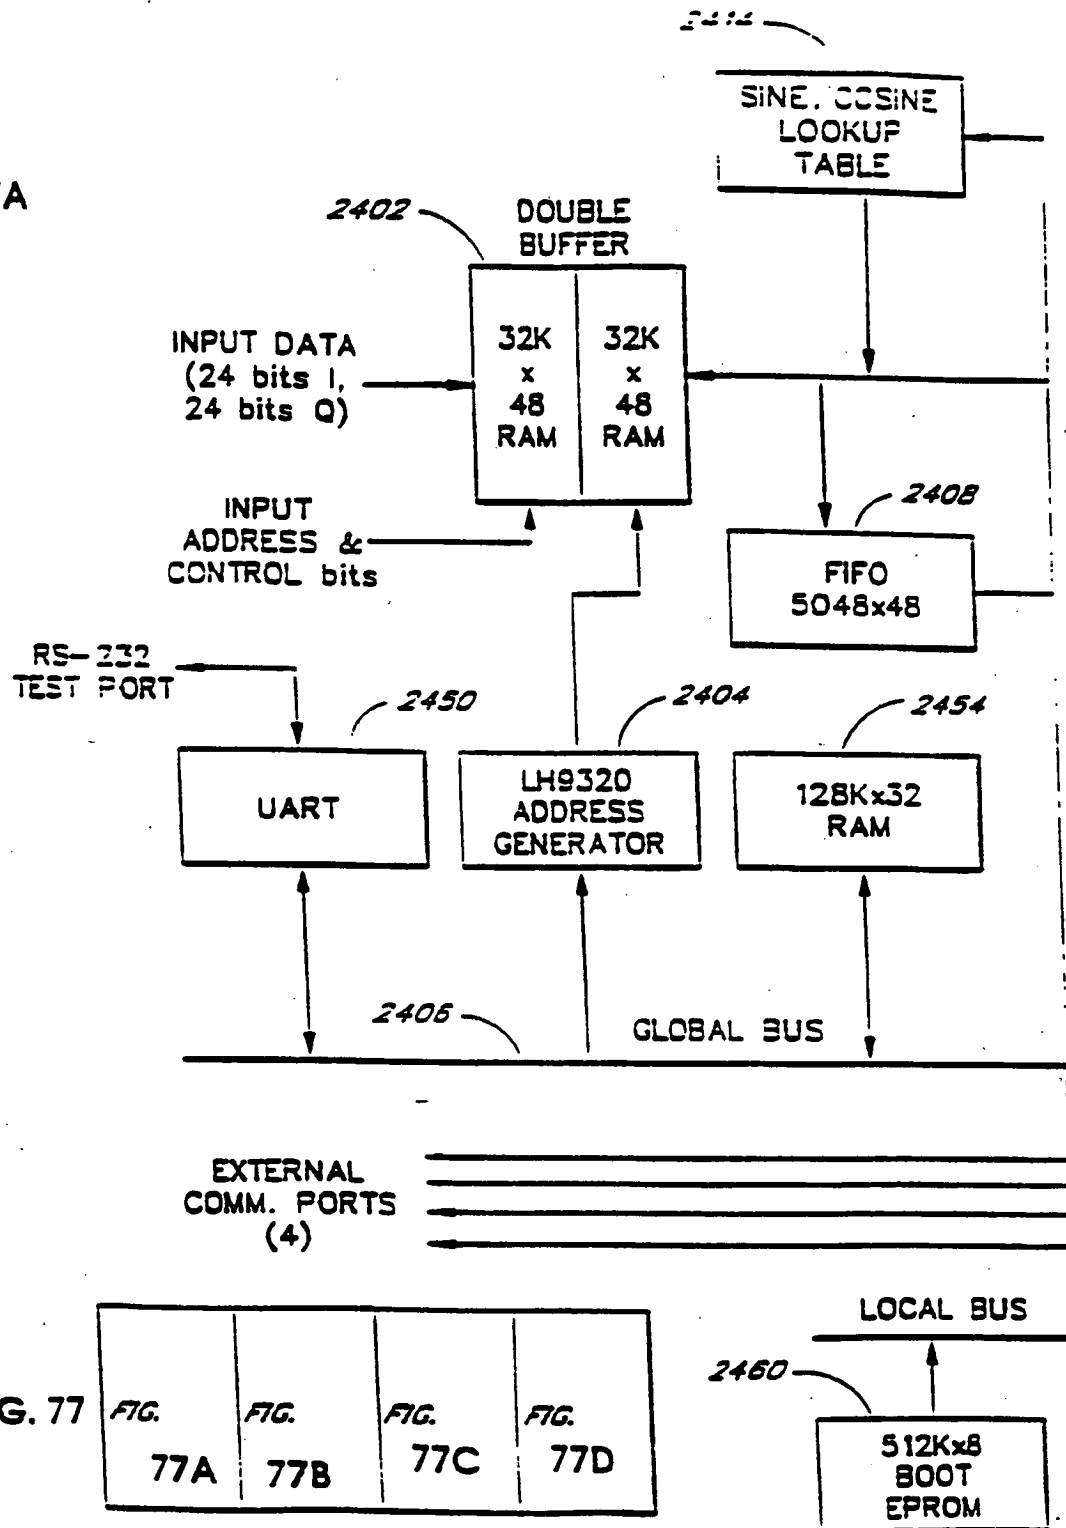 2414
SINE, COSINE
LOOKUP
TABLE
7A
2402
DOUBLE
BUFFER
INPUT DATA
(24 bits I,
24 bits Q)
32K
x
48
RAM
32K
x
48
RAM
INPUT
ADDRESS &
CONTROL bits
2408
FIFO
5048x48
RS-232
TEST PORT
2450
UART
2404
LH9320
ADDRESS
GENERATOR
2454
128Kx32
RAM
2406
GLOBAL BUS
EXTERNAL
COMM. PORTS
(4)
LOCAL BUS
2460
512Kx8
BOOT
EPROM
G. 77
FIG.
77A
FIG.
77B
FIG.
77C
FIG.
77D